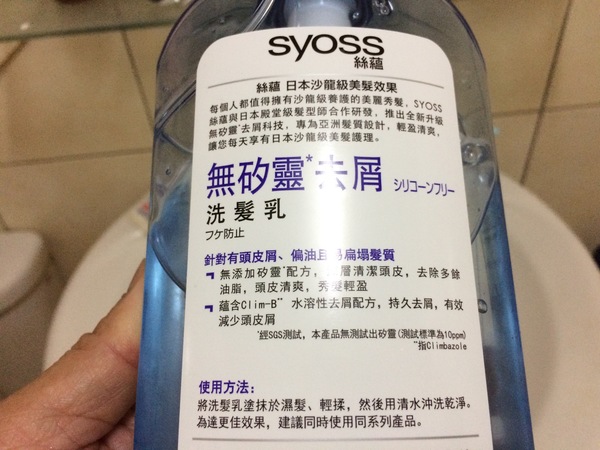 syoss
絲蘊
絲蘊 日本沙龍級美髮效果
每個人都值得擁有沙龍級養護的美麗秀髮，SYOSS
絲蘊與日本殿堂級髮型師合作研發，推出全新升級
無矽靈*去屑科技，專為亞洲髮質設計，輕盈清爽，
讓您每天享有日本沙龍級美髮護理。
無矽靈*去屑 シリコーンフリー
洗髮乳
フケ防止
針對有頭皮屑、偏油且易扁塌髮質
無添加矽靈*配方，層清潔頭皮，去除多餘
油脂，頭皮清爽，秀髮輕盈
蘊含Clim-B** 水溶性去屑配方，持久去屑，有效
減少頭皮屑
*經SGS測試，本產品無測試出矽靈(測試標準為10ppm)
**指Climbazole
使用方法：
將洗髮乳塗抹於濕髮、輕揉，然後用清水沖洗乾淨。
為達更佳效果，建議同時使用同系列產品。